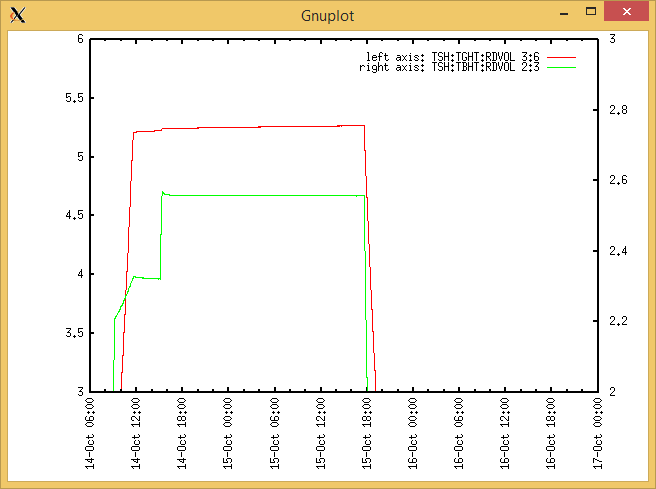 Gnuplot
left axis: TSH:TGHT:RDVOL 3:6
right axis: TSH:TBHT:RDVOL 2:3
6
5.5
5
4.5
4
3.5
3
3
2.8
2.6
2.4
2.2
2
14-Oct 06:00
14-Oct 12:00
14-Oct 18:00
15-Oct 00:00
15-Oct 06:00
15-Oct 12:00
15-Oct 18:00
16-Oct 00:00
16-Oct 06:00
16-Oct 12:00
16-Oct 18:00
17-Oct 00:00